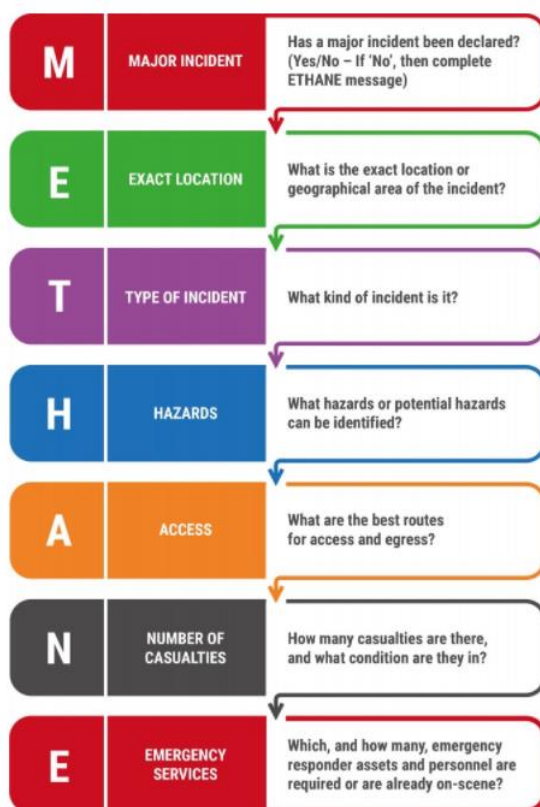 M
MAJOR INCIDENT
Has a major incident been declared?
(Yes/No – If ‘No’, then complete
ETHANE message)
E
EXACT LOCATION
What is the exact location or
geographical area of the incident?
T
TYPE OF INCIDENT
What kind of incident is it?
H
HAZARDS
What hazards or potential hazards
can be identified?
A
ACCESS
What are the best routes
for access and egress?
N
NUMBER OF
CASUALTIES
How many casualties are there,
and what condition are they in?
E
EMERGENCY
SERVICES
Which, and how many, emergency
responder assets and personnel are
required or are already on-scene?